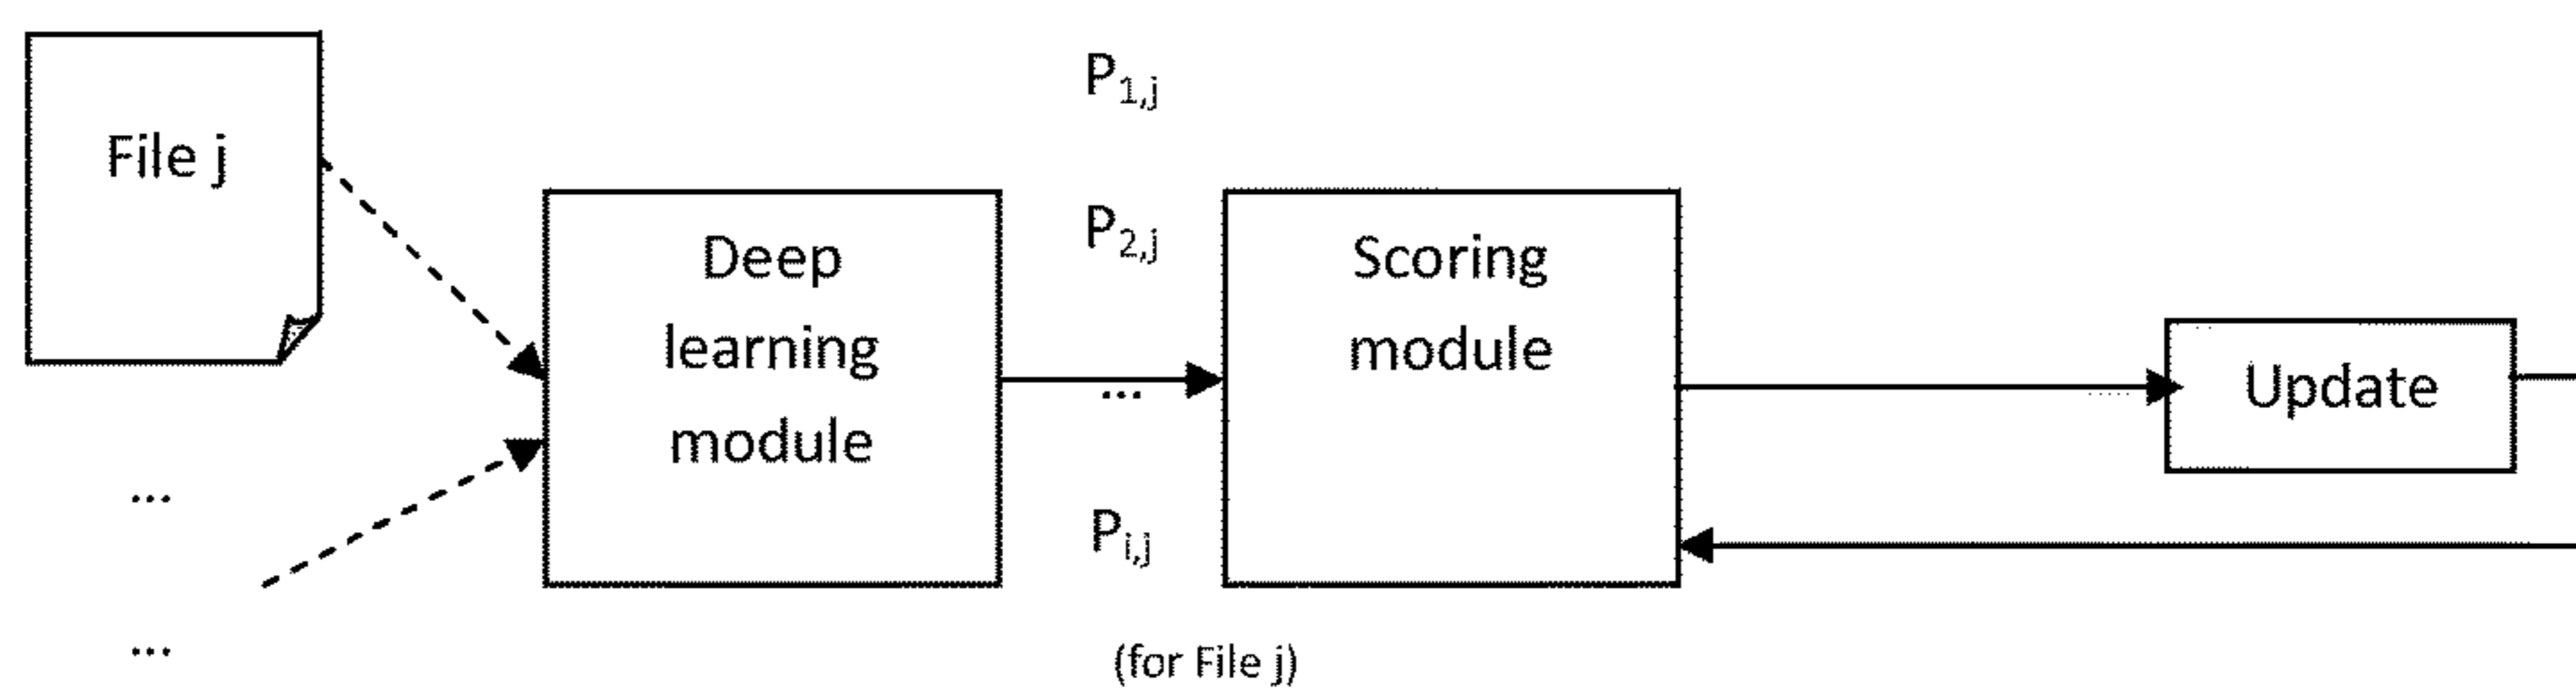 File j
...
...
Deep
learning
module
P1,j
P2,j
...
Pi,j
(for File j)
Scoring
module
Update